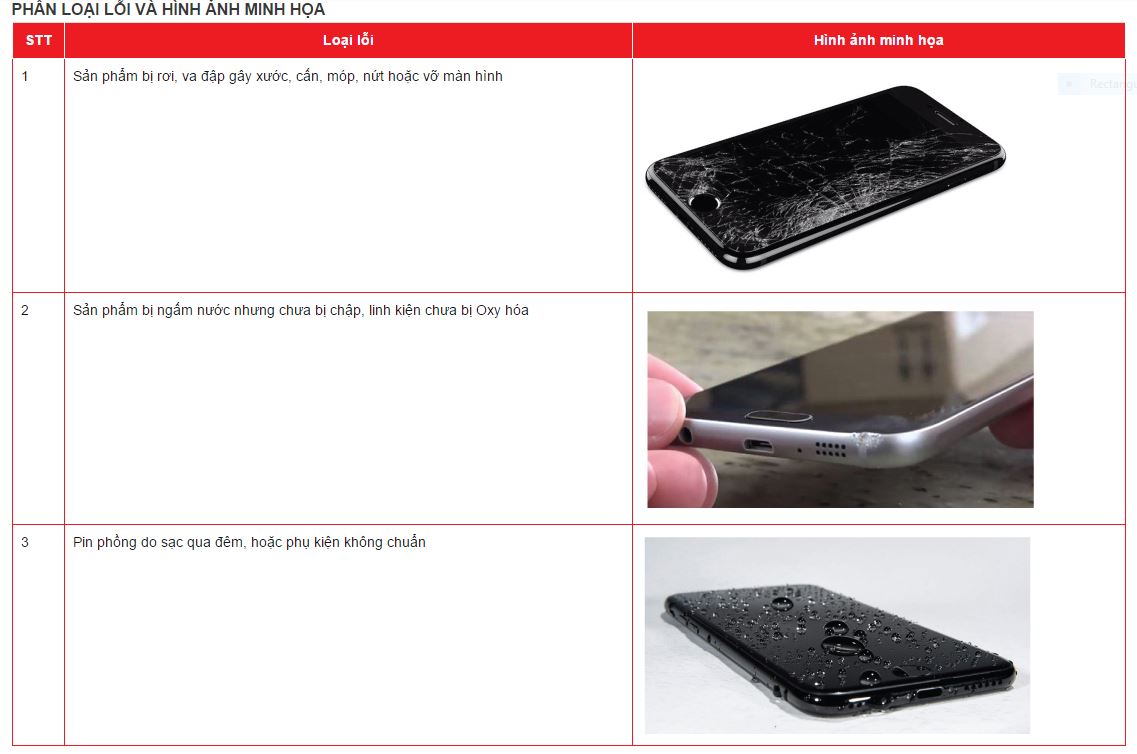 PHÂN LOẠI LỖI VÀ HÌNH ẢNH MINH HỌA
STT Loại lỗi Hình ảnh minh họa
1 Sản phẩm bị rơi, va đập gây xước, cấn, móp, nứt hoặc vỡ màn hình
2 Sản phẩm bị ngấm nước nhưng chưa bị chập, linh kiện chưa bị Oxy hóa
3 Pin phồng do sạc qua đêm, hoặc phụ kiện không chuẩn